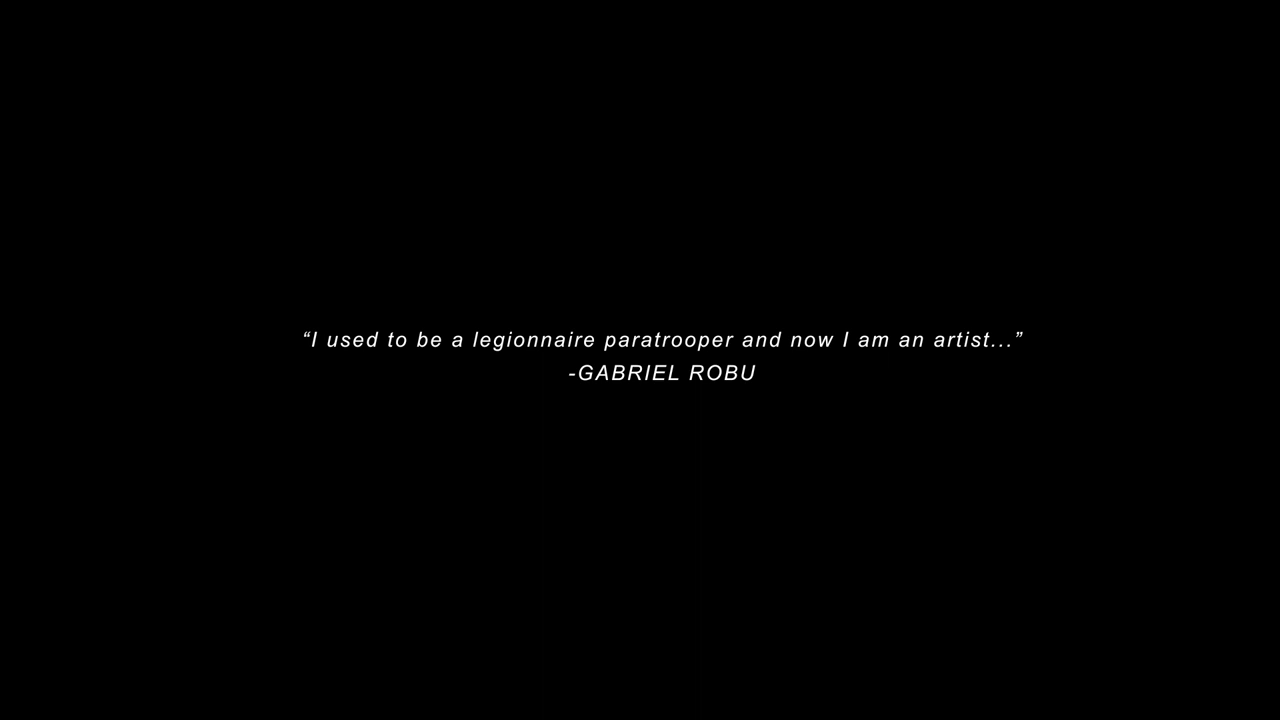 “I used to be a legionnaire paratrooper and now I am an artist...”
-GABRIEL ROBU